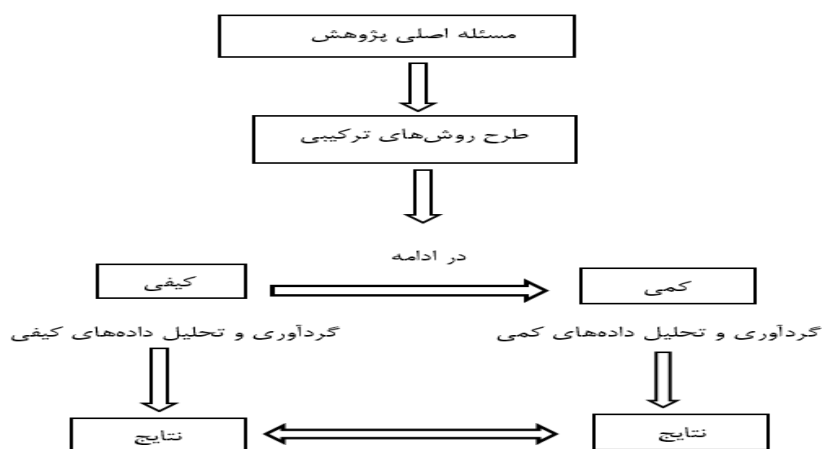 مسئله اصلی پژوهش
طرح روش‌های ترکیبی
در ادامه
کیفی
کمی
گردآوری و تحلیل داده‌های کیفی
گردآوری و تحلیل داده‌های کمی
نتایج
نتایج